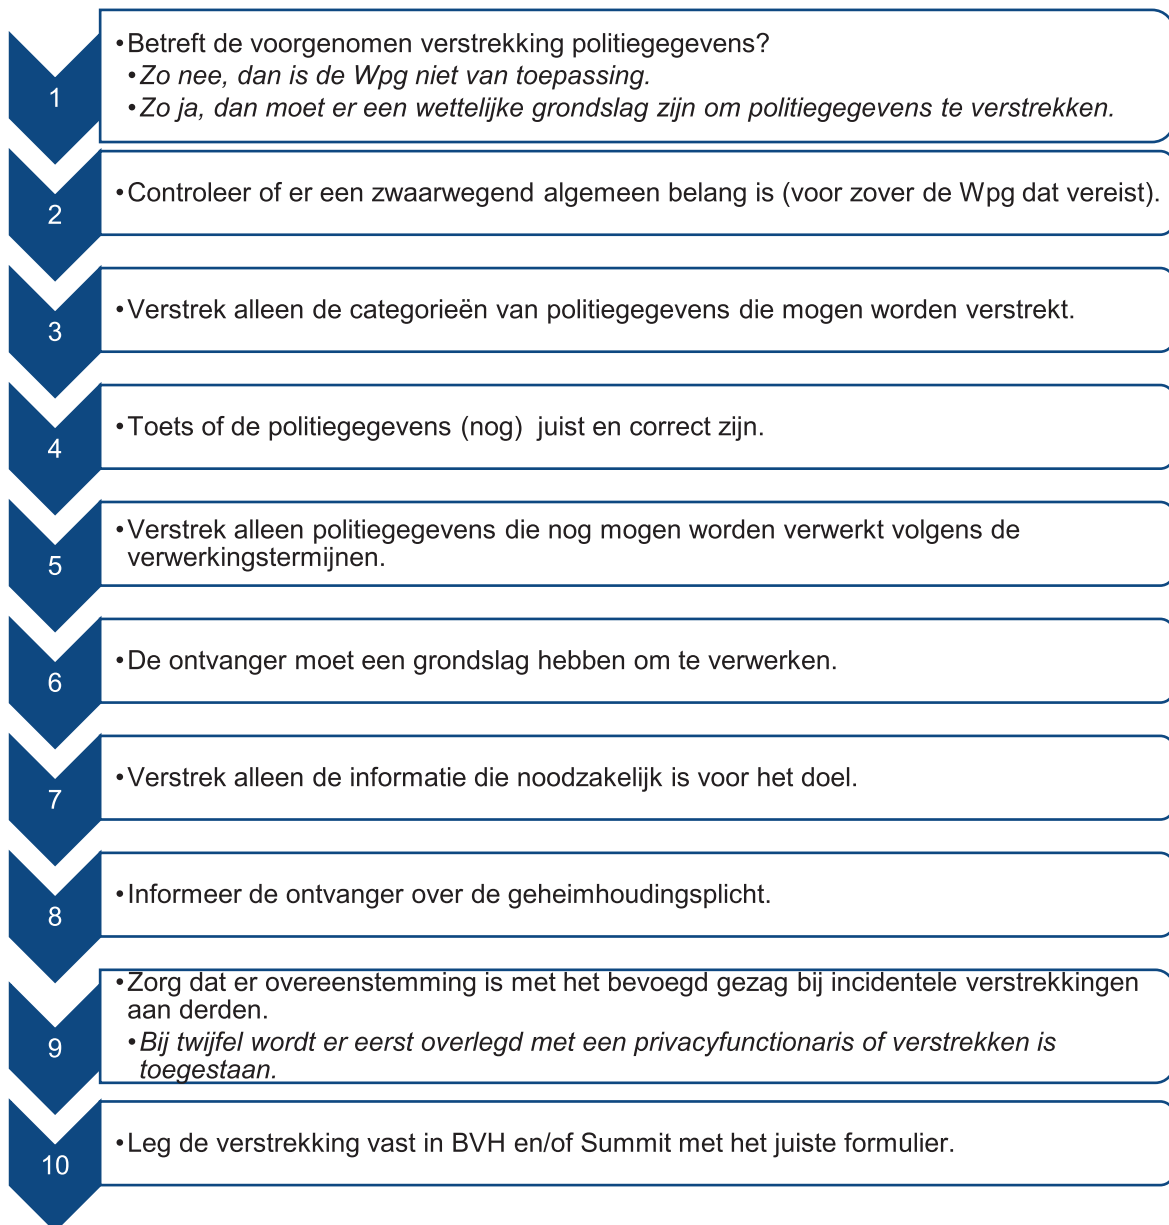 1
•Betreft de voorgenomen verstrekking politiegegevens?
•Zo nee, dan is de Wpg niet van toepassing.
•Zo ja, dan moet er een wettelijke grondslag zijn om politiegegevens te verstrekken.
2
•Controleer of er een zwaarwegend algemeen belang is (voor zover de Wpg dat vereist).
3
•Verstrek alleen de categorieën van politiegegevens die mogen worden verstrekt.
4
•Toets of de politiegegevens (nog) juist en correct zijn.
5
•Verstrek alleen politiegegevens die nog mogen worden verwerkt volgens de
verwerkingstermijnen.
6
•De ontvanger moet een grondslag hebben om te verwerken.
7
•Verstrek alleen de informatie die noodzakelijk is voor het doel.
8
•Informeer de ontvanger over de geheimhoudingsplicht.
9
•Zorg dat er overeenstemming is met het bevoegd gezag bij incidentele verstrekkingen
aan derden.
•Bij twijfel wordt er eerst overlegd met een privacyfunctionaris of verstrekken is
toegestaan.
10
•Leg de verstrekking vast in BVH en/of Summit met het juiste formulier.